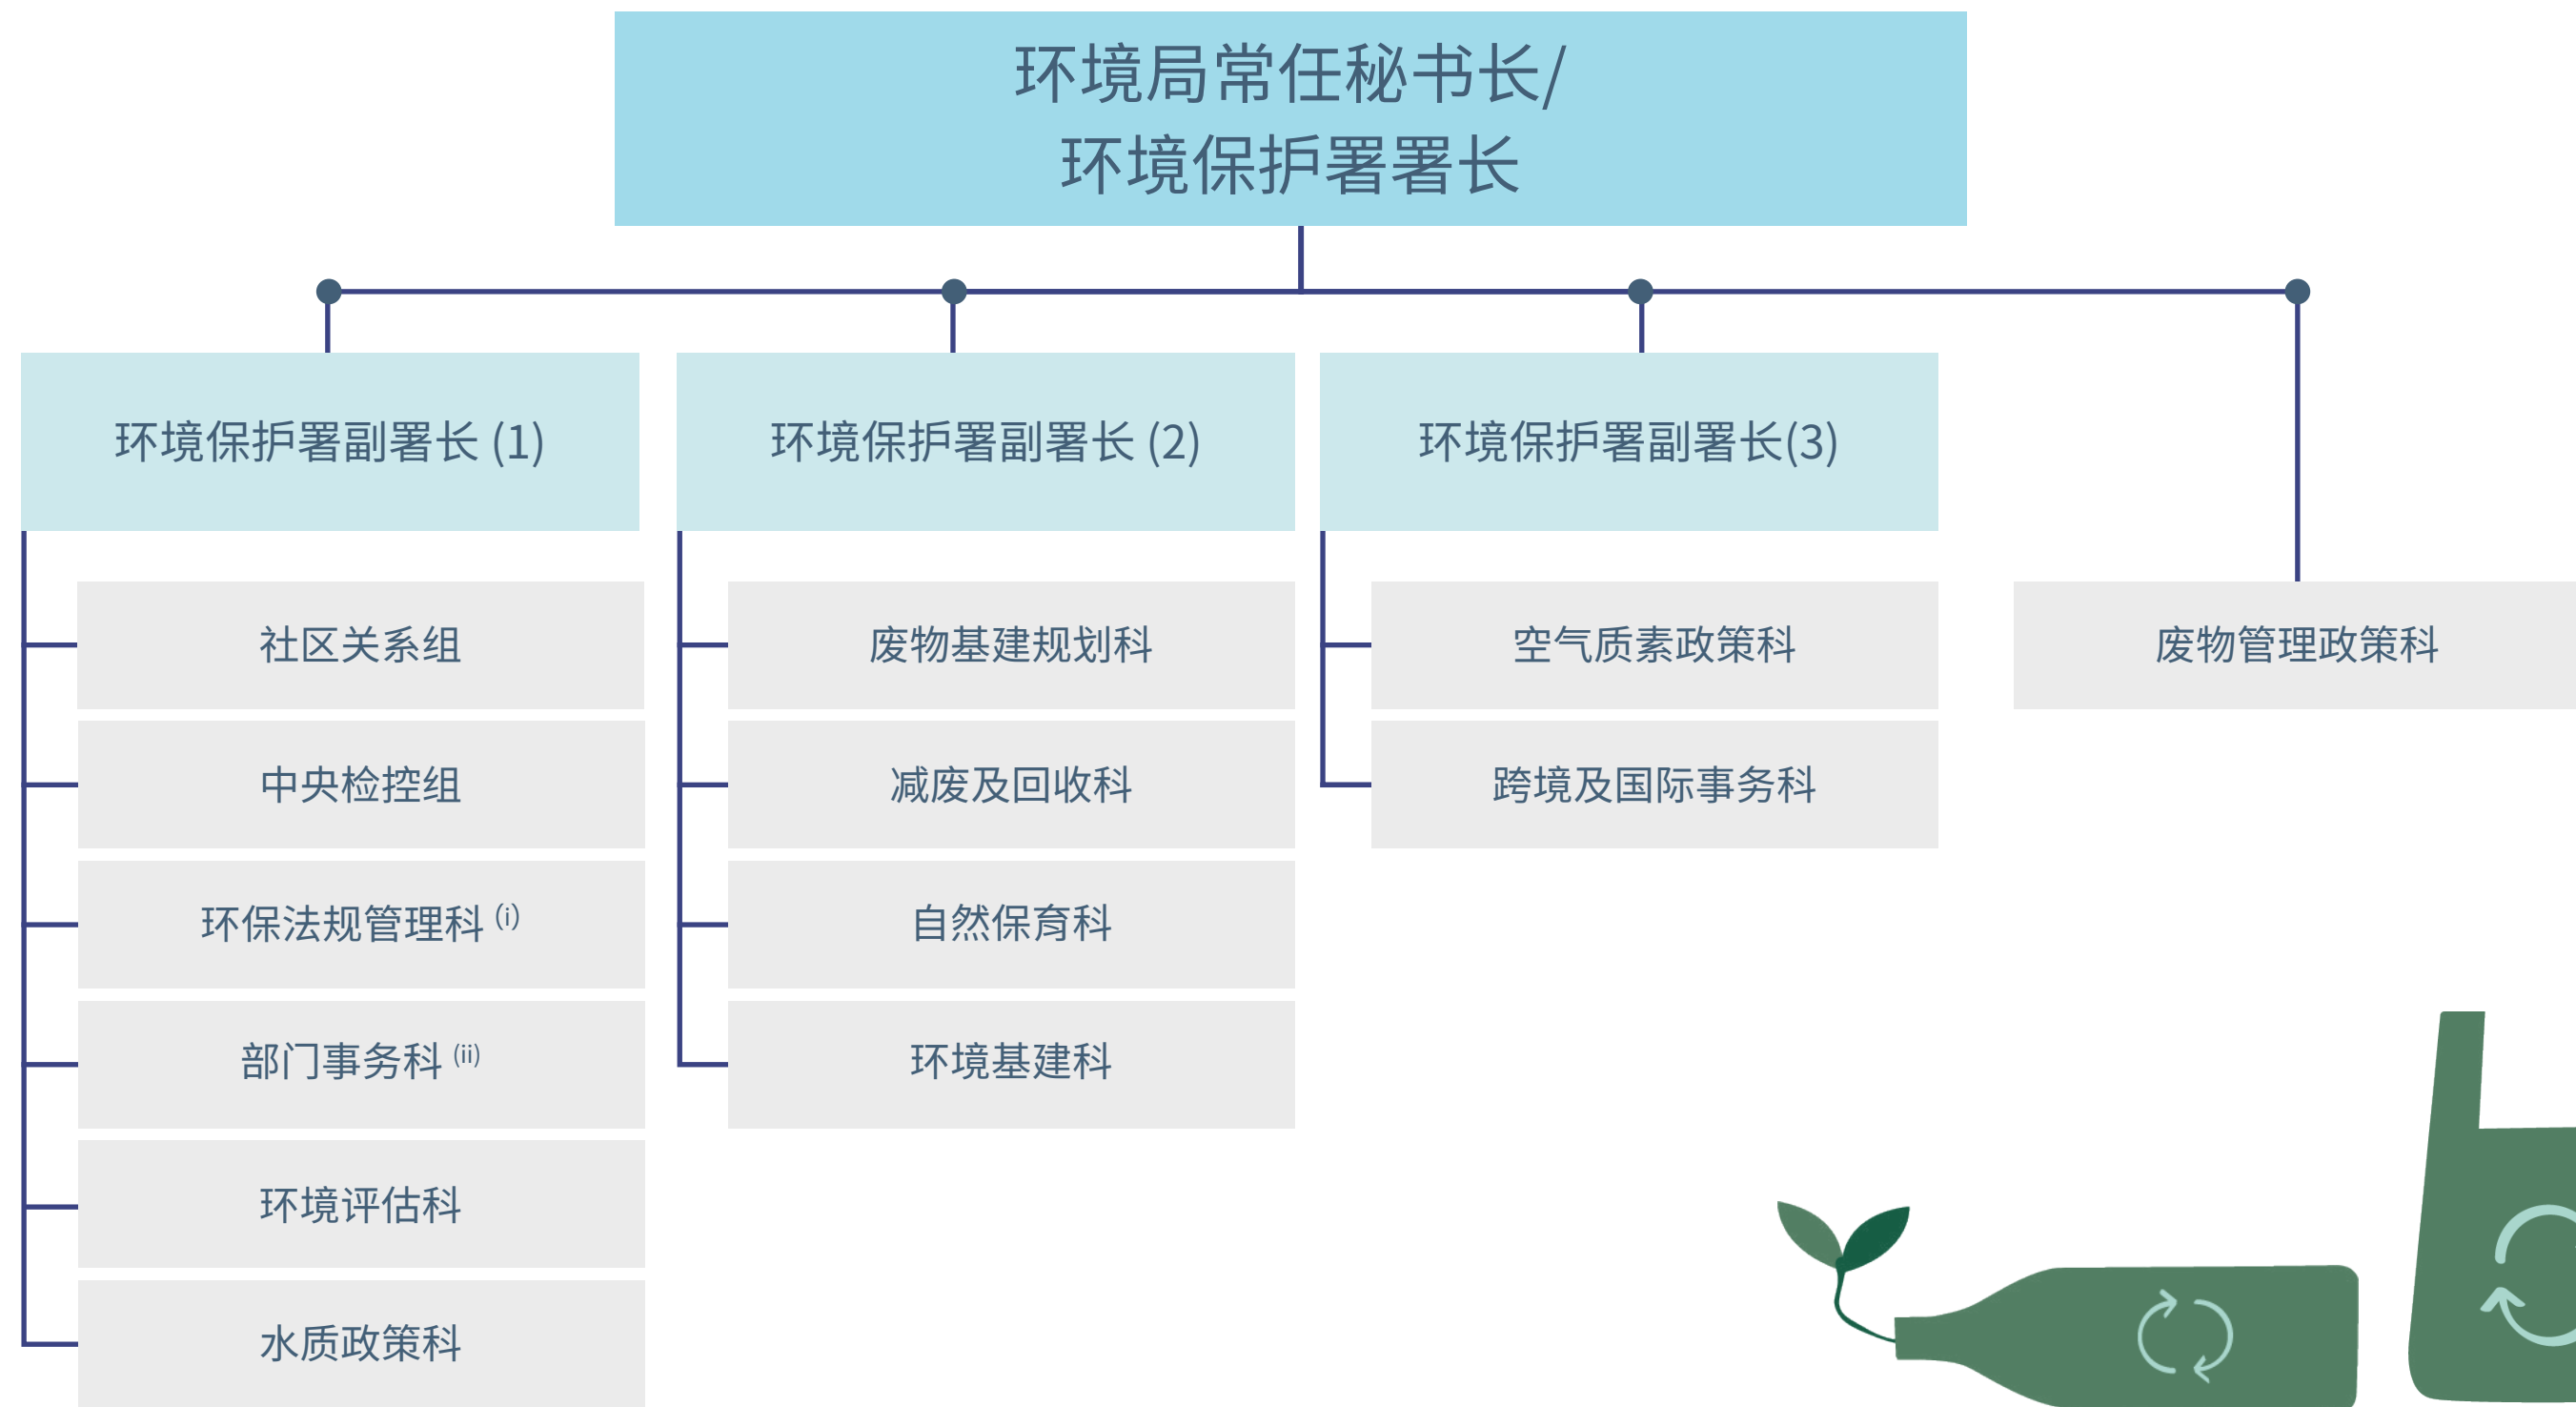 环境局常任秘书长/
环境保护署署长
环境保护署副署长 (1)
环境保护署副署长 (2)
环境保护署副署长(3)
社区关系组
中央检控组
环保法规管理科 (i)
部门事务科 (ii)
环境评估科
水质政策科
废物基建规划科
减废及回收科
自然保育科
环境基建科
空气质素政策科
跨境及国际事务科
废物管理政策科